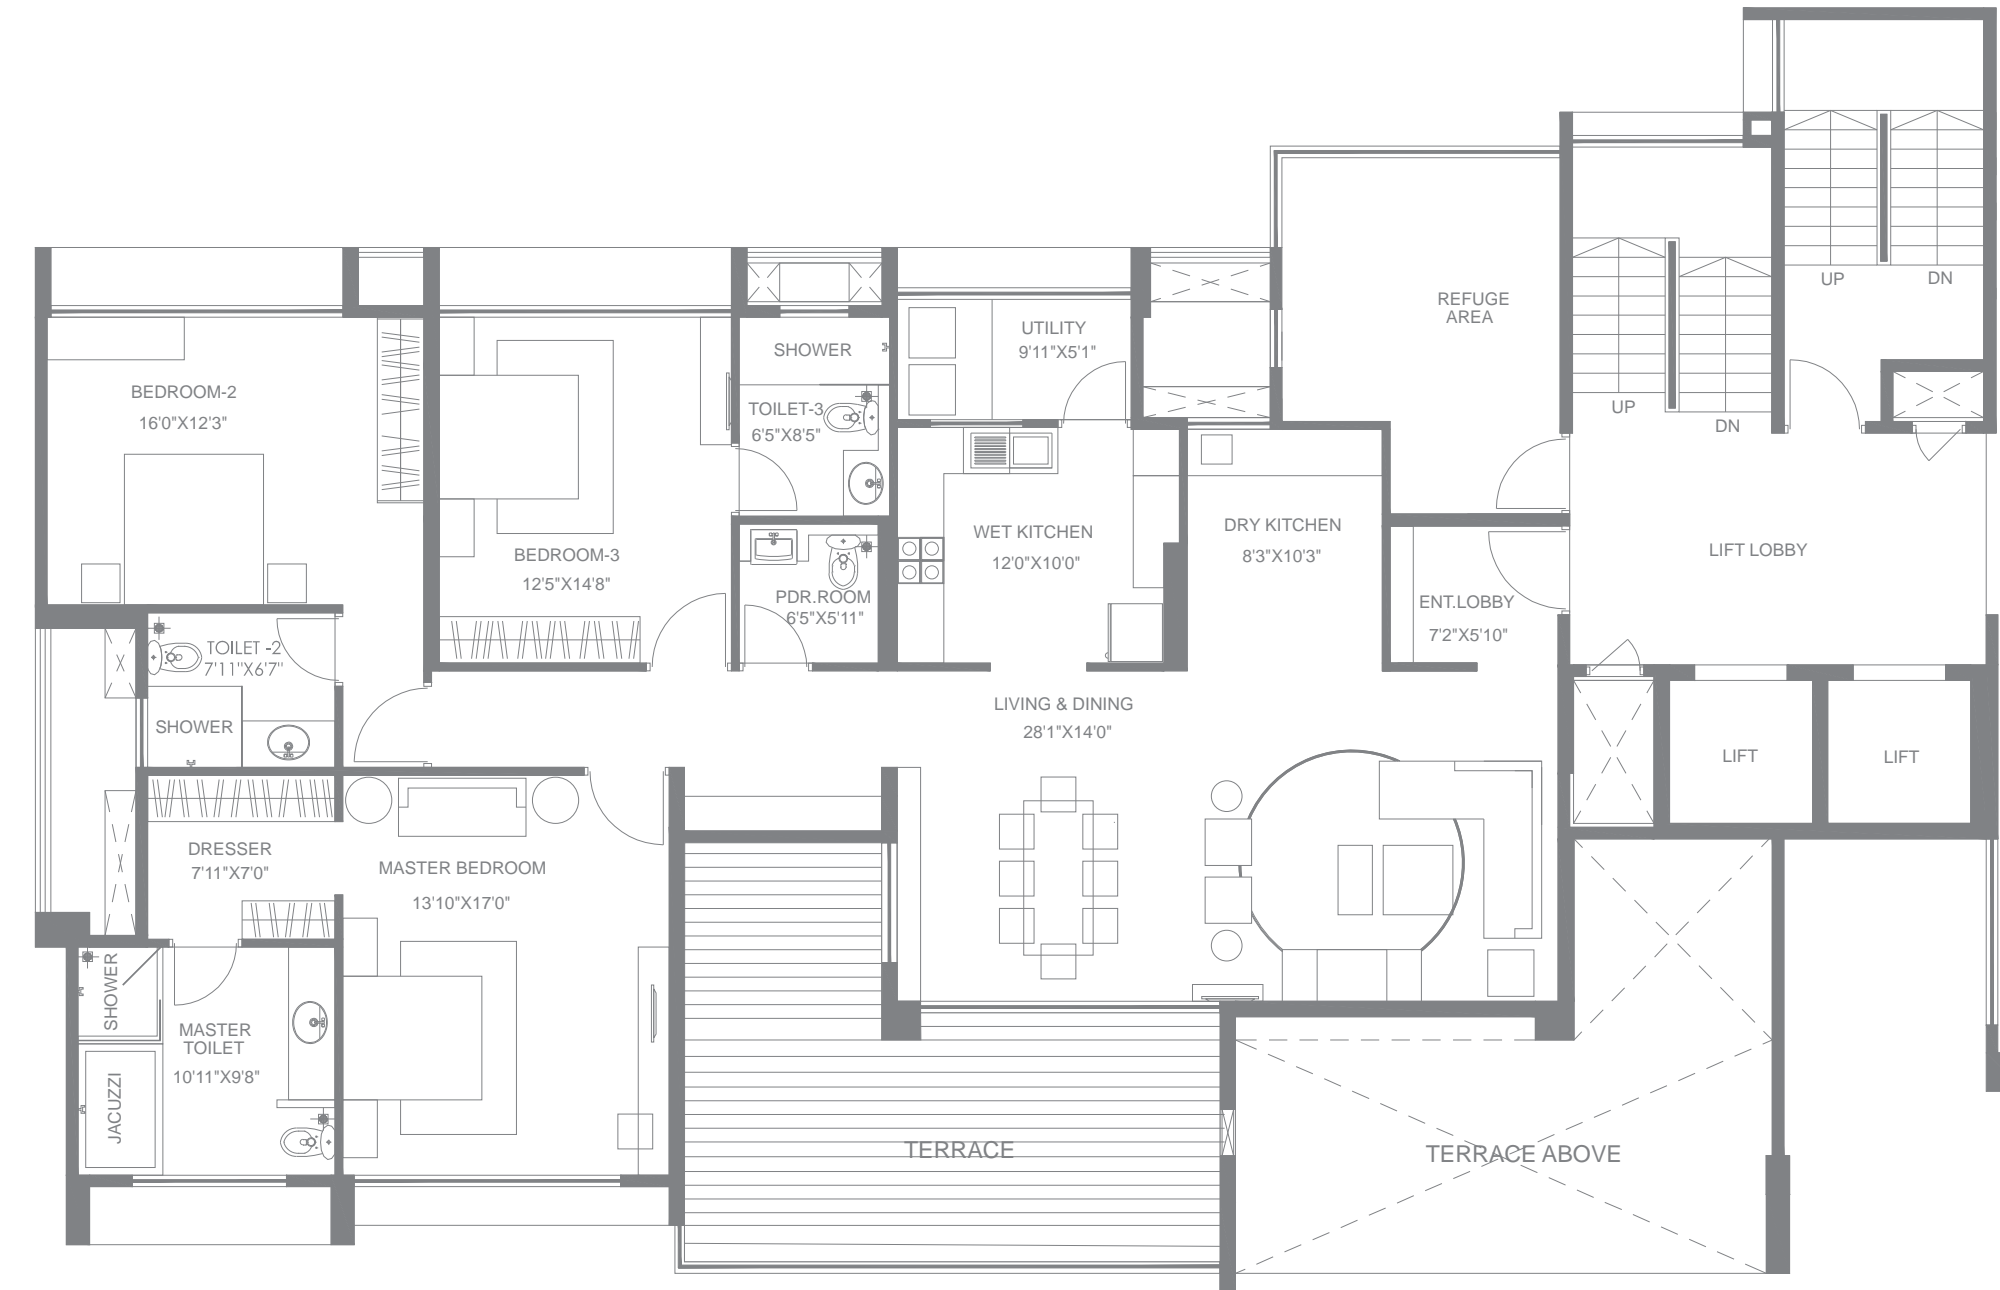 UP
DN
REFUGE
AREA
UTILITY
9'11"X5'1"
SHOWER
BEDROOM-2
16'0"X12'3"
TOILET-3
6'5"X8'5"
UP
DN
WET KITCHEN
12'0"X10'0"
DRY KITCHEN
8'3"X10'3"
LIFT LOBBY
BEDROOM-3
12'5"X14'8"
PDR.ROOM
6'5"X5'11"
ENT.LOBBY
7'2"X5'10"
TOILET -2
7'11"X6'7"
SHOWER
LIVING & DINING
28'1"X14'0"
LIFT
LIFT
DRESSER
7'11"X7'0"
MASTER BEDROOM
13'10"X17'0"
SHOWER
MASTER
TOILET
10'11"X9'8"
JACUZZI
TERRACE
TERRACE ABOVE